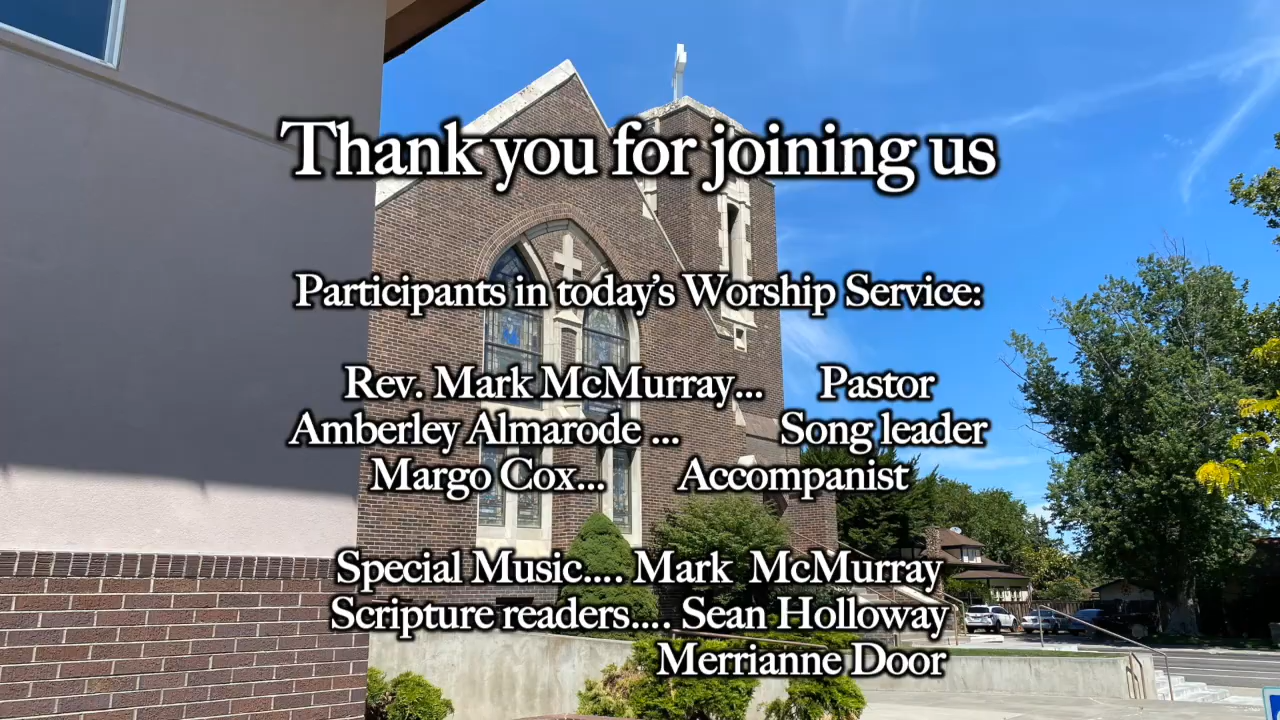 Thank you for joining us
Participants in today's Worship Service:
Rev. Mark McMurray... Pastor
Amberley Almarode ... Song leader
Margo Cox... Accompanist
Special Music.... Mark McMurray
Scripture readers.... Sean Holloway
Merrianne Door